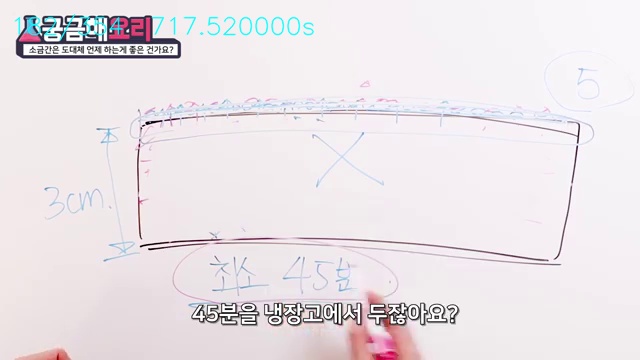 717.520000s
궁금해요리
소금간은 도대체 언제 하는게 좋은 건가요?
5
3cm.
최소 45분
45분을 냉장고에서 두잖아요?